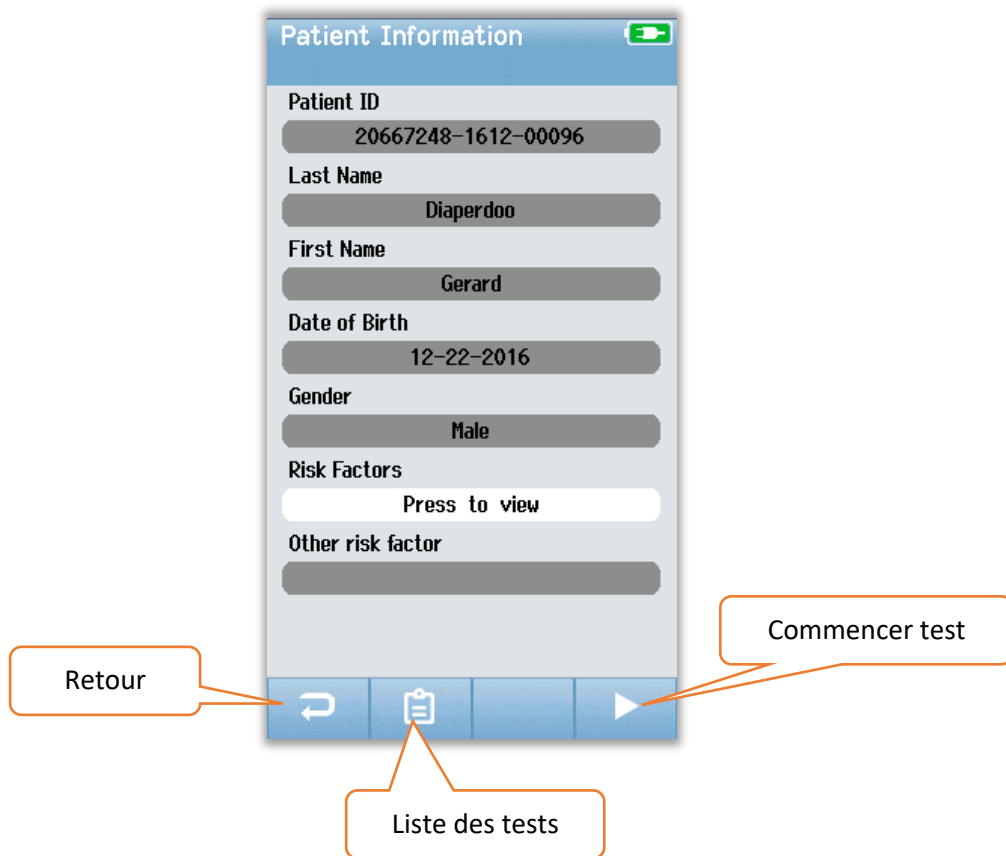 Patient Information
Patient ID
20667248-1612-00096
Last Name
Diaperdoo
First Name
Gerard
Date of Birth
12-22-2016
Gender
Male
Risk Factors
Press to view
Other risk factor
Commencer test
Retour
Liste des tests